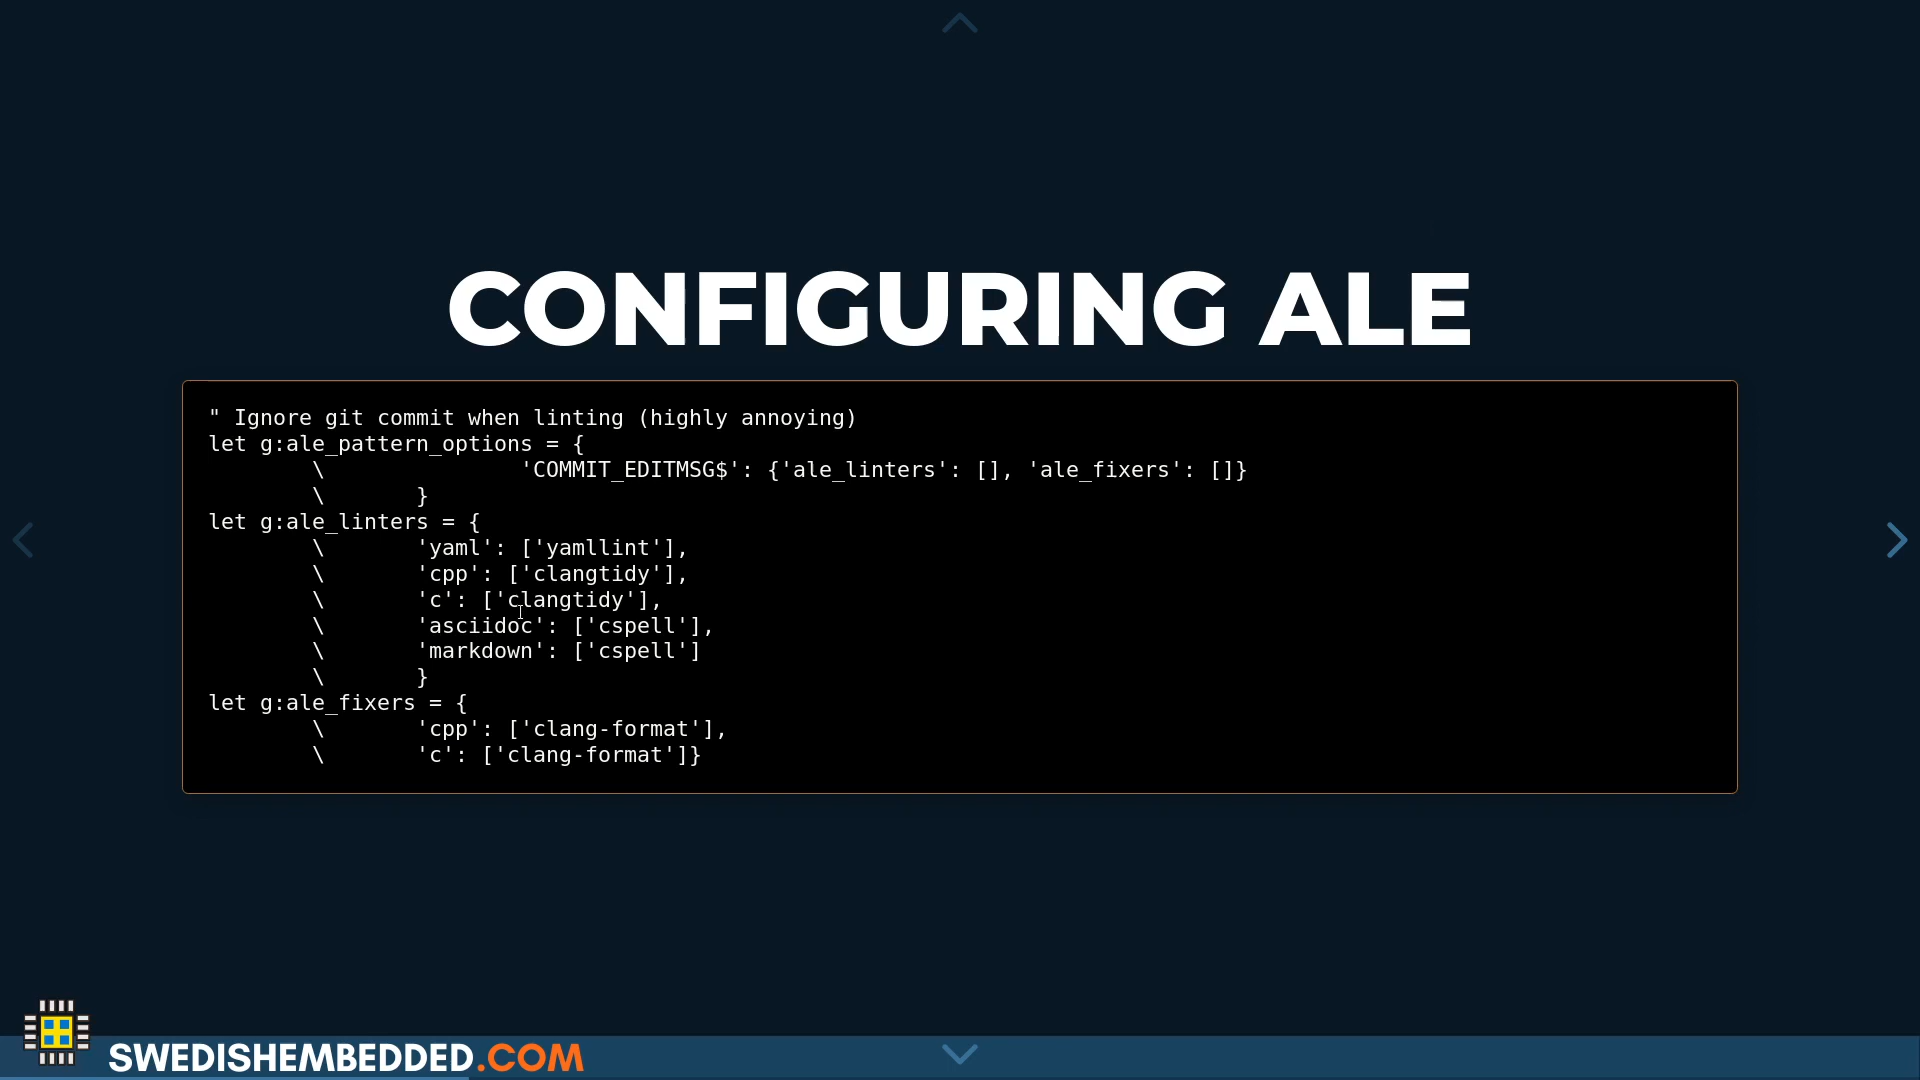 CONFIGURING ALE
" Ignore git commit when linting (highly annoying)
let g:ale_pattern_options = {
        \               'COMMIT_EDITMSG$': {'ale_linters': [], 'ale_fixers': []}
        \       }
let g:ale_linters = {
        \       'yaml': ['yamllint'],
        \       'cpp': ['clangtidy'],
        \       'c': ['clangtidy'],
        \       'asciidoc': ['cspell'],
        \       'markdown': ['cspell']
        \       }
let g:ale_fixers = {
        \       'cpp': ['clang-format'],
        \       'c': ['clang-format']}
SWEDISHEMBEDDED.COM